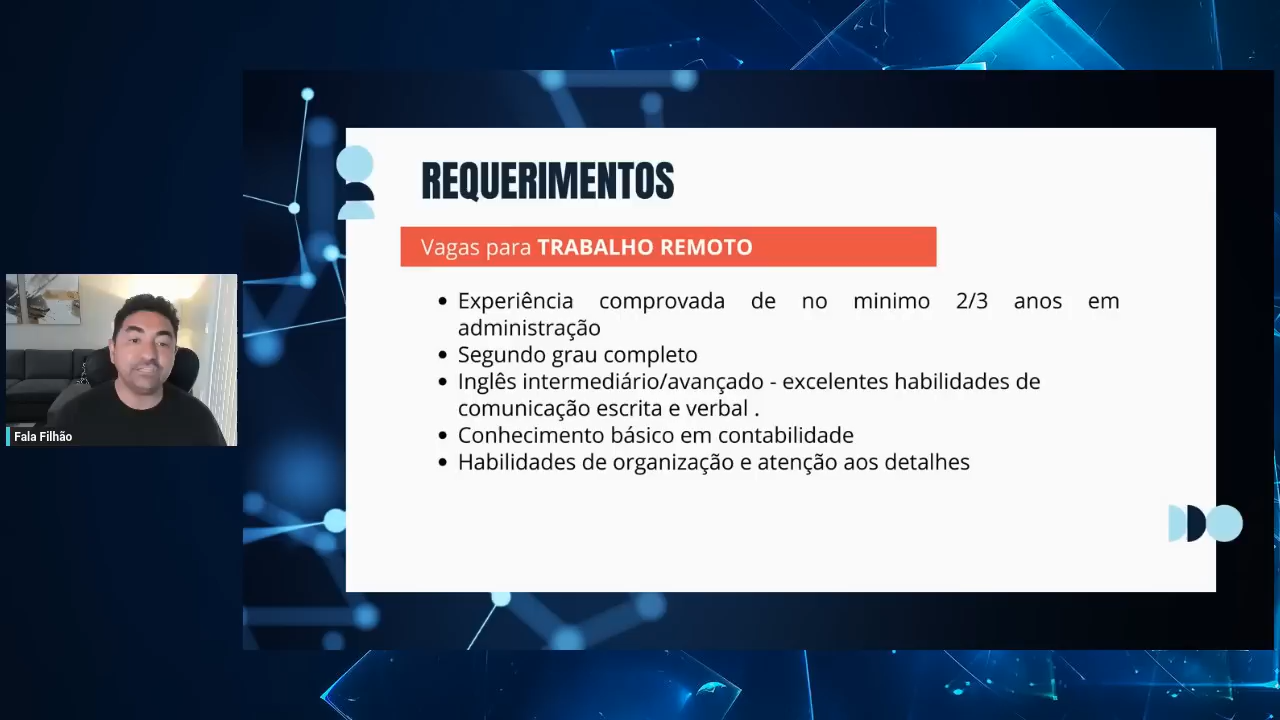 REQUERIMENTOS
Vagas para TRABALHO REMOTO
Experiência comprovada de no minimo 2/3 anos em
administração
Segundo grau completo
Inglês intermediário/avançado - excelentes habilidades de
comunicação escrita e verbal .
Conhecimento básico em contabilidade
Habilidades de organização e atenção aos detalhes
Fala Filhão